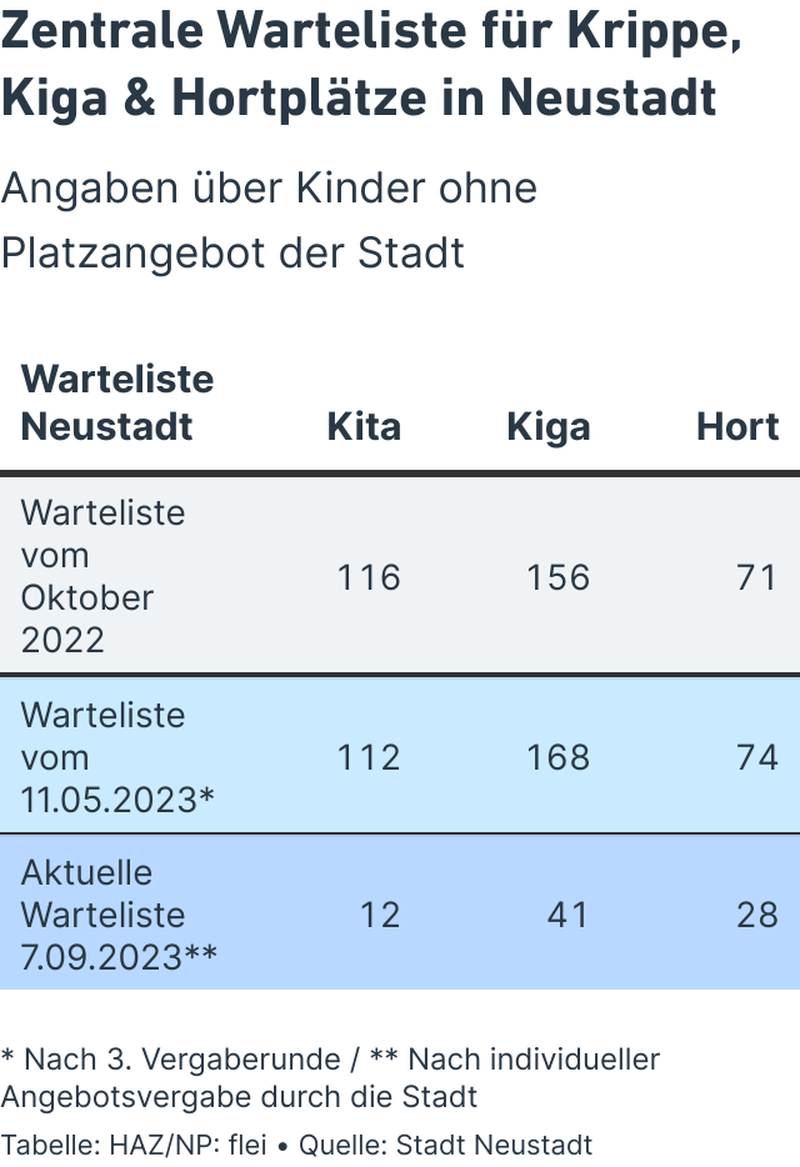 Zentrale Warteliste für Krippe,
Kiga & Hortplätze in Neustadt
Angaben über Kinder ohne
Platzangebot der Stadt
Warteliste
Neustadt Kita Kiga Hort
Warteliste
vom
Oktober
2022
116 156 71
Warteliste
vom
11.05.2023*
112 168 74
Aktuelle
Warteliste
7.09.2023**
12 41 28
* Nach 3. Vergaberunde / ** Nach individueller
Angebotsvergabe durch die Stadt
Tabelle: HAZ/NP: flei • Quelle: Stadt Neustadt